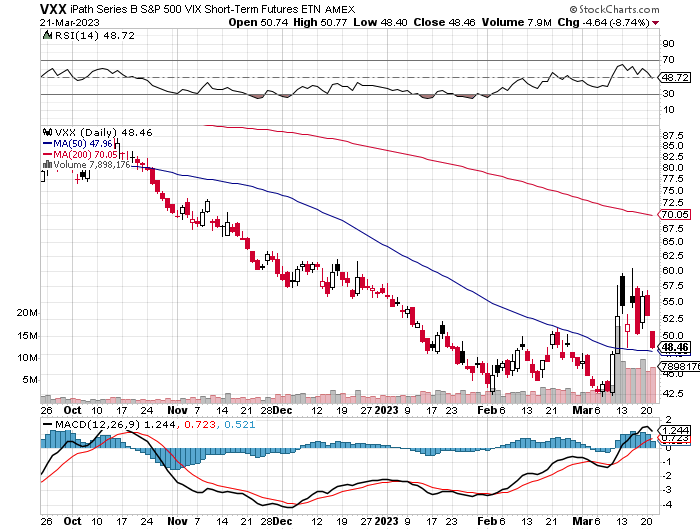 VXX iPath Series B S&P 500 VIX Short-Term Futures ETN AMEX © StockCharts.com
21-Mar-2023 Open 50.74 High 50.77 Low 48.40 Close 48.46 Volume 7.9M Chg -4.64 (-8.74%)
RSI(14) 48.72
90
70
48.72
30
10
VXX (Daily) 48.46
MA(50) 47.96
MA(200) 70.05
Volume 7,898,176
87.5
85.0
82.5
80.0
77.5
75.0
72.5
70.05
67.5
65.0
62.5
60.0
57.5
55.0
52.5
50.0
48.46
7898176
45.0
42.5
20M
15M
10M
5M
26 Oct 10 17 24 Nov 7 14 21 28 Dec 12 19 27 2023 9 17 23 Feb 6 13 21 27 Mar 6 13 20
MACD(12,26,9) 1.244, 0.723, 0.521
2
1.244
0.723
0
-1
-2
-3
-4
26 Oct 10 17 24 Nov 7 14 21 28 Dec 12 19 27 2023 9 17 23 Feb 6 13 21 27 Mar 6 13 20